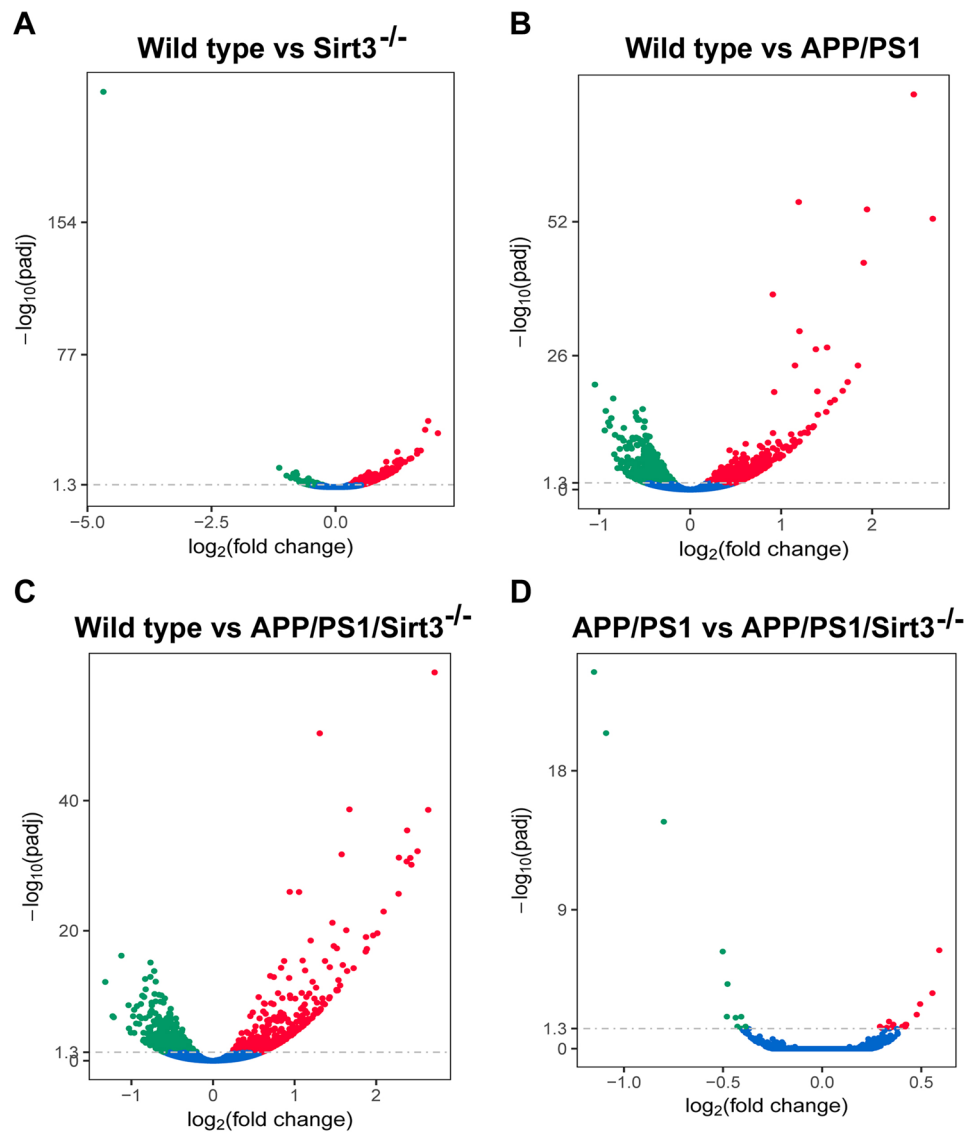 A
Wild type vs Sirt3-/-
−log10(padj)
154
77
1.3
−5.0
−2.5
0.0
log2(fold change)
B
Wild type vs APP/PS1
−log10(padj)
52
26
1.3
0
−1
0
1
2
log2(fold change)
C
Wild type vs APP/PS1/Sirt3-/-
−log10(padj)
40
20
1.3
0
−1
0
1
2
log2(fold change)
D
APP/PS1 vs APP/PS1/Sirt3-/-
−log10(padj)
18
9
1.3
0
−1.0
−0.5
0.0
0.5
log2(fold change)